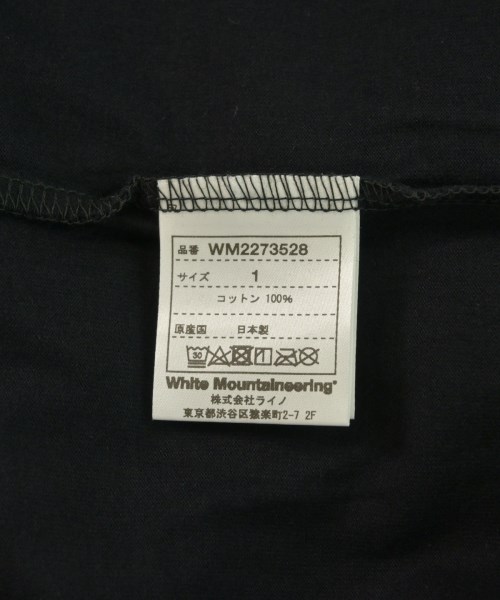 品番 WM2273528
サイズ 1
コットン 100%
原産国 日本製
30
White Mountaineering®
株式会社ライノ
東京都渋谷区猿楽町2-7 2F